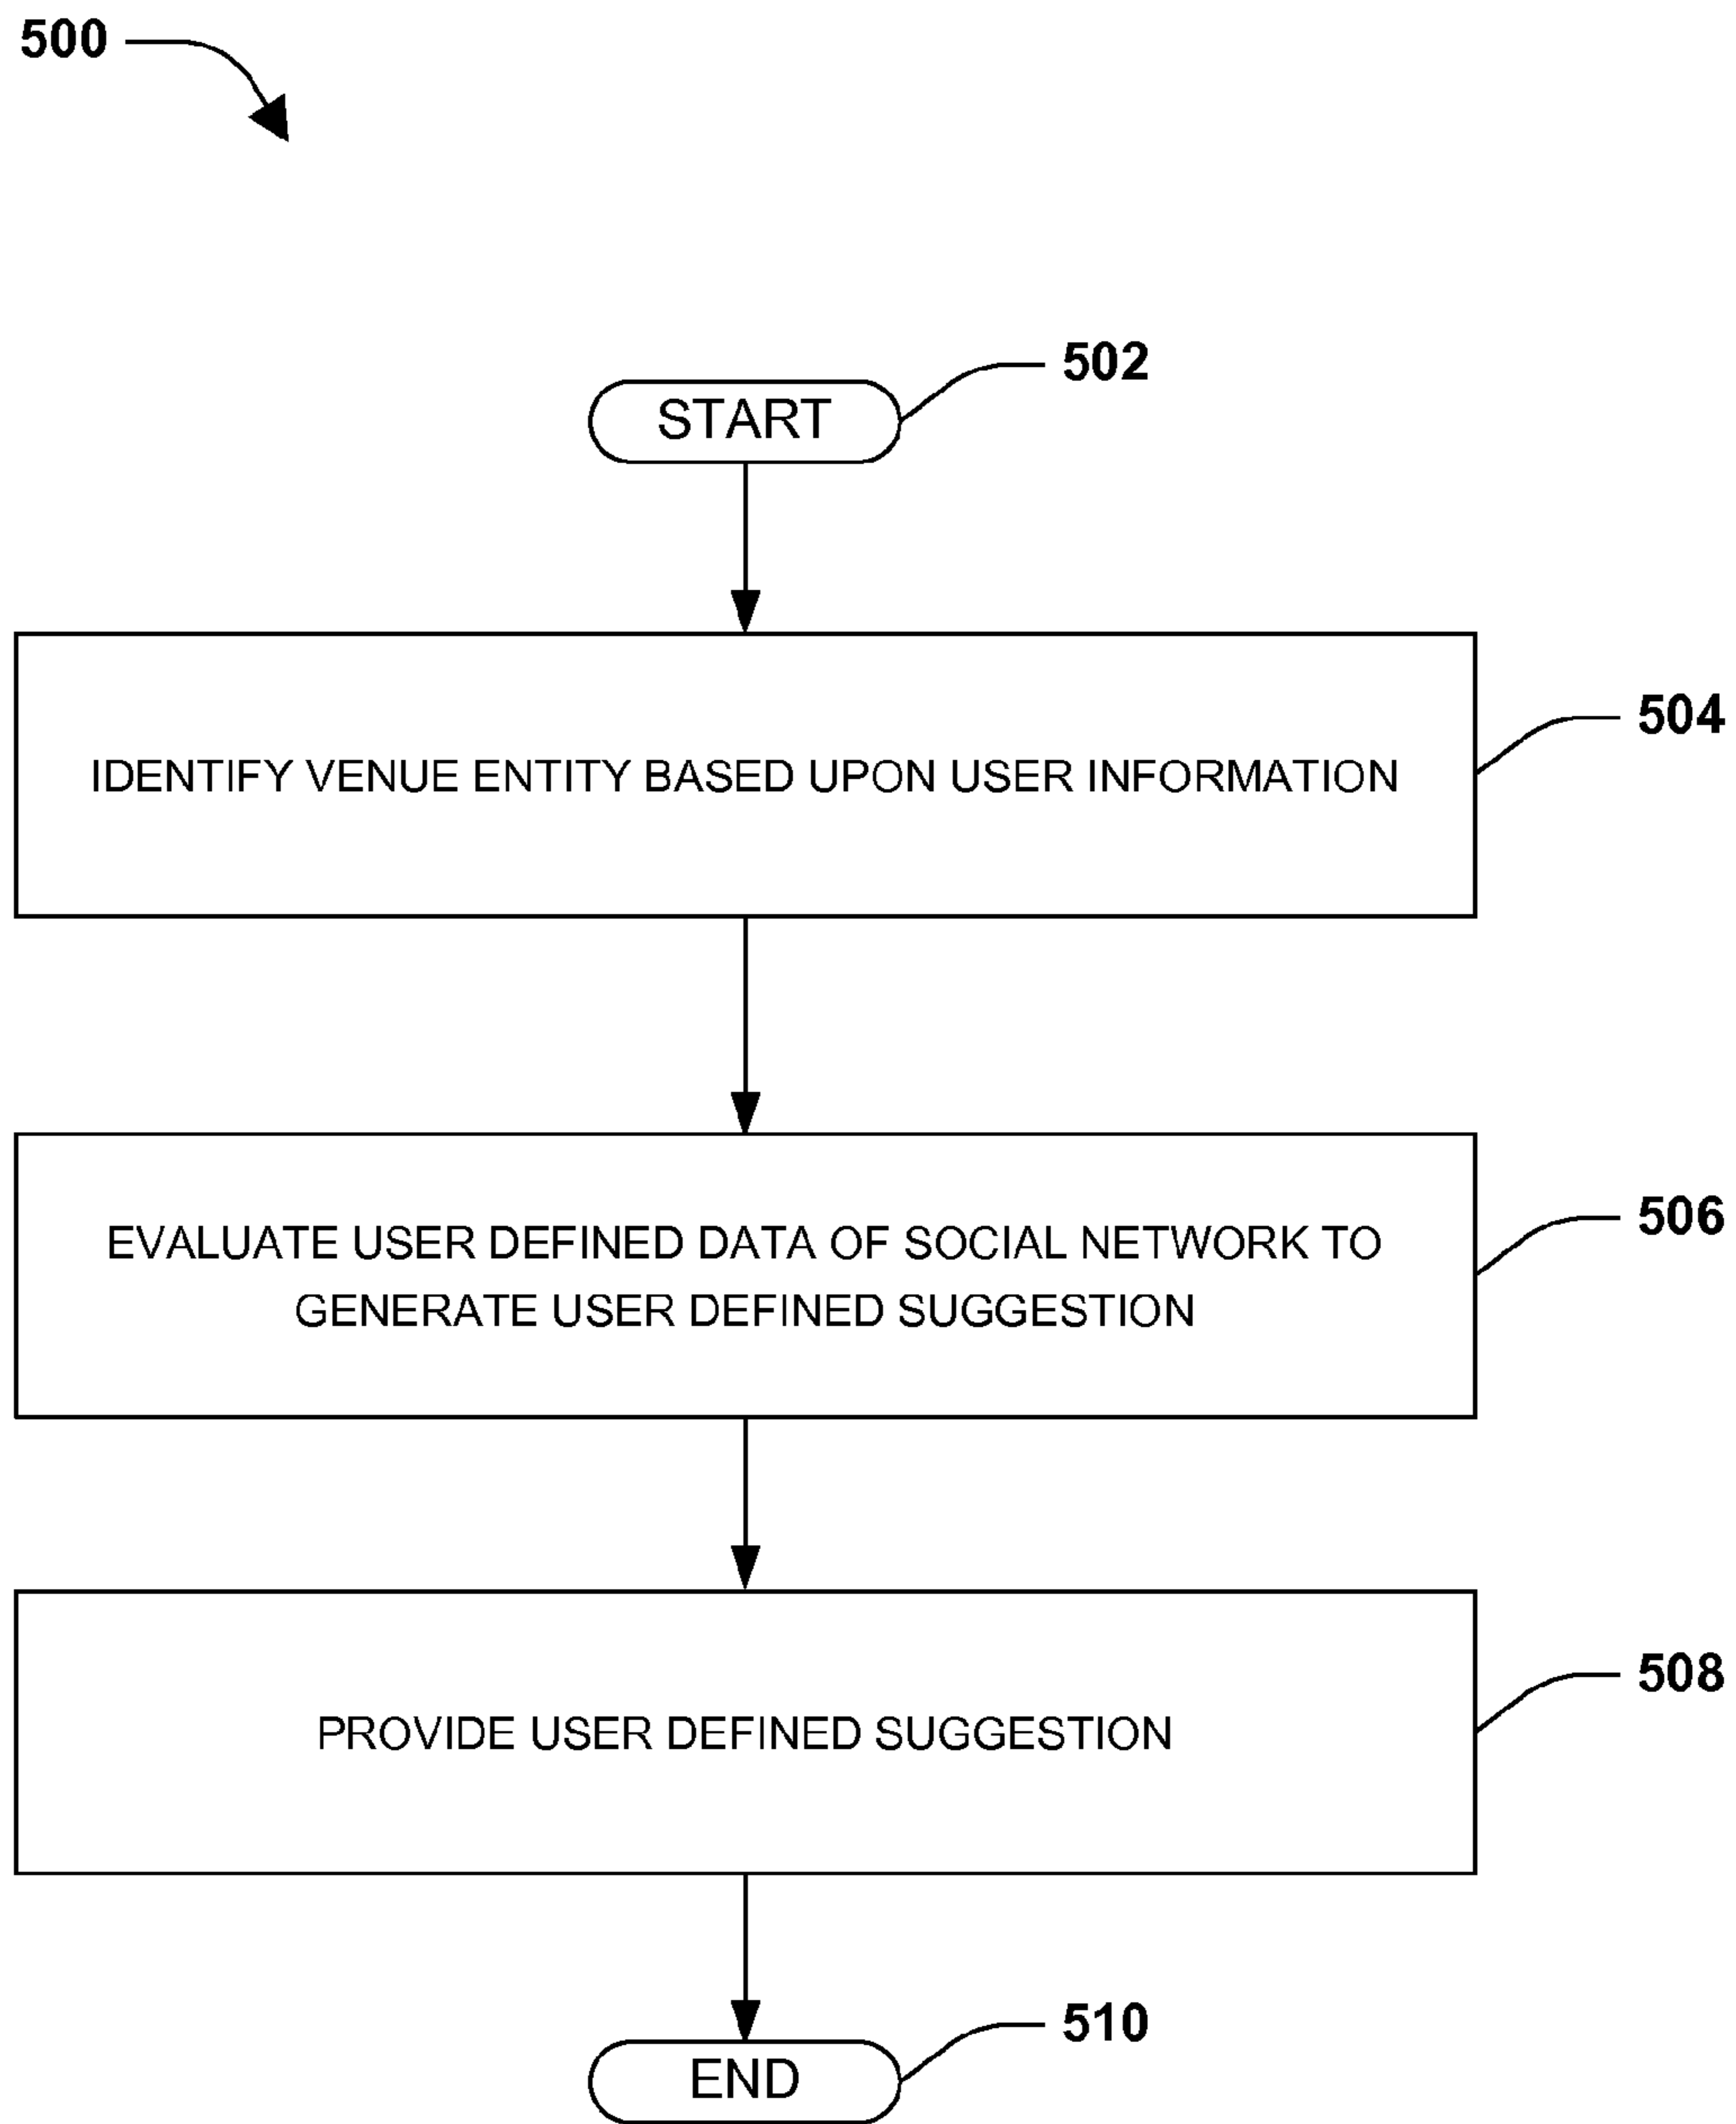 500
502
START
504
IDENTIFY VENUE ENTITY BASED UPON USER INFORMATION
506
EVALUATE USER DEFINED DATA OF SOCIAL NETWORK TO
GENERATE USER DEFINED SUGGESTION
508
PROVIDE USER DEFINED SUGGESTION
510
END